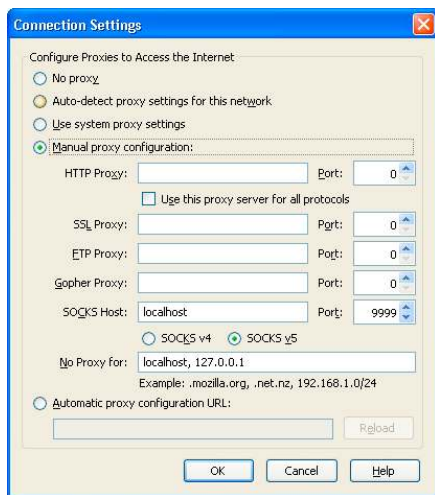 Connection Settings
Configure Proxies to Access the Internet
No proxy
Auto-detect proxy settings for this network
Use system proxy settings
Manual proxy configuration:
HTTP Proxy: Port: 0
Use this proxy server for all protocols
SSL Proxy: Port: 0
FTP Proxy: Port: 0
Gopher Proxy: Port: 0
SOCKS Host: localhost Port: 9999
SOCKS v4 SOCKS v5
No Proxy for: localhost, 127.0.0.1
Example: .mozilla.org, .net.nz, 192.168.1.0/24
Automatic proxy configuration URL:
Reload
OK Cancel Help